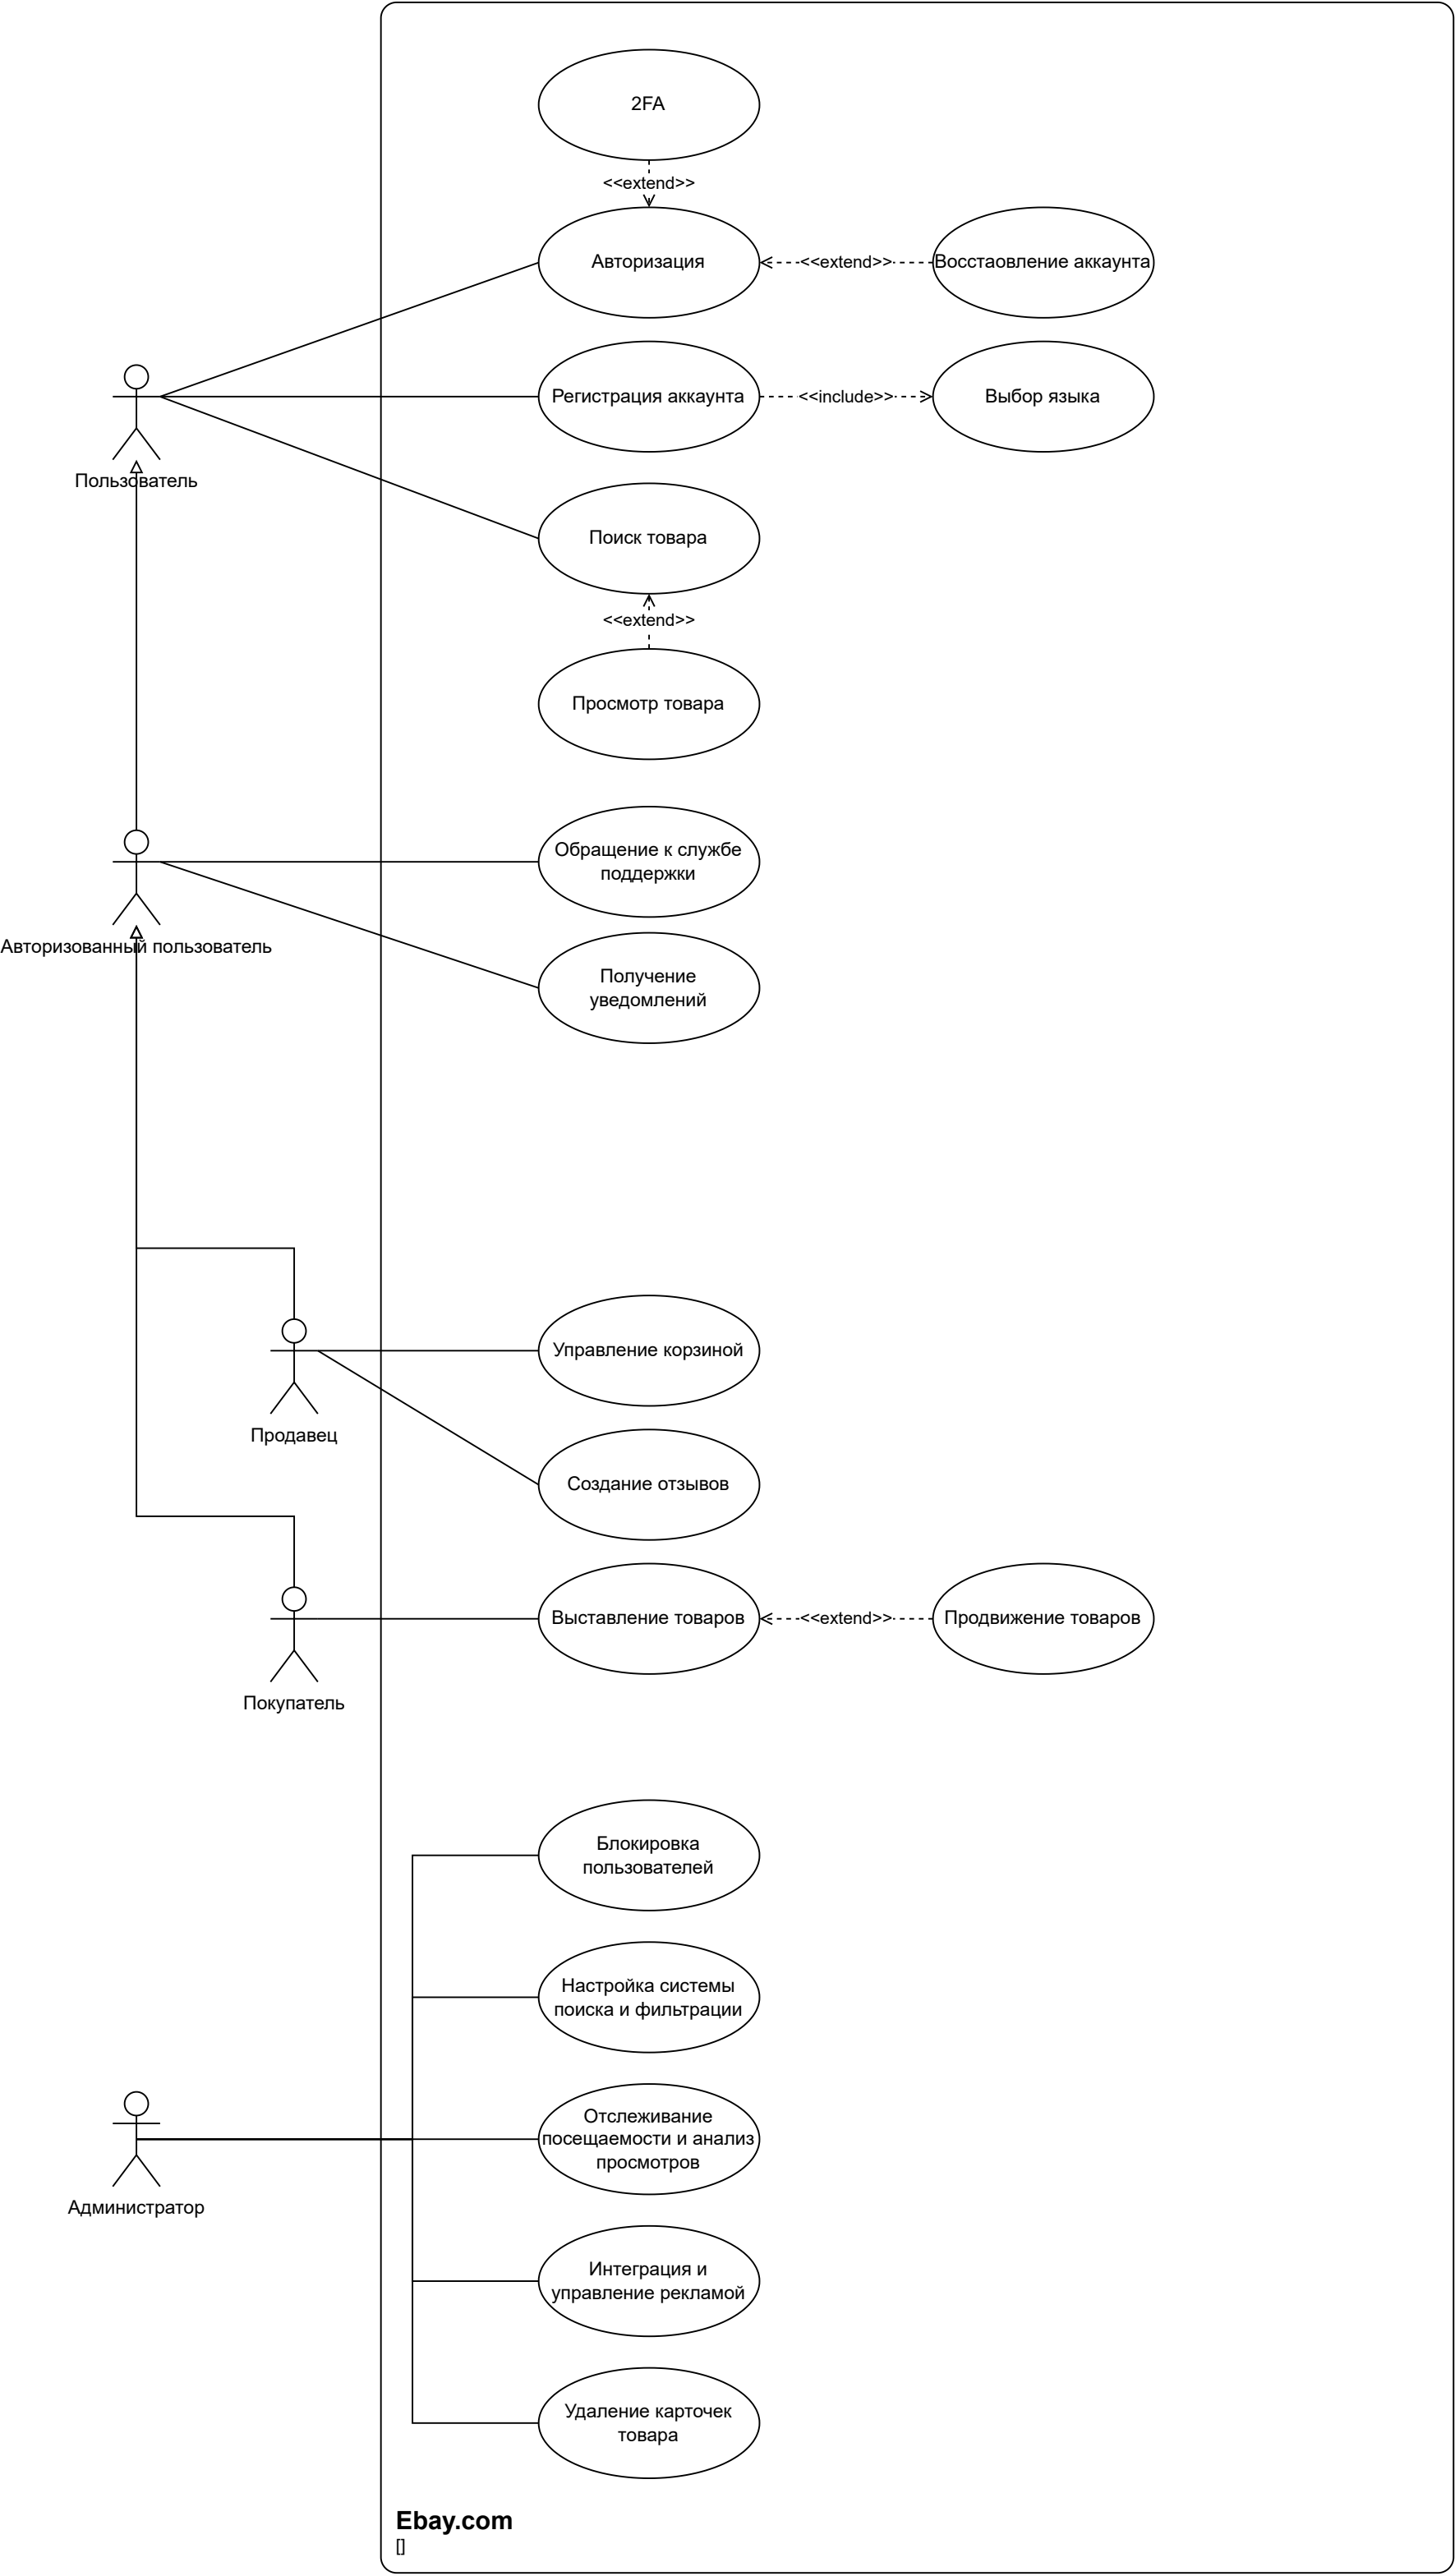 2FA
<<extend>>
Авторизация
<<extend>>
Восстаовление аккаунта
Регистрация аккаунта
<<include>>
Выбор языка
Пользователь
Поиск товара
<<extend>>
Просмотр товара
Обращение к службе
поддержки
Авторизованный пользователь
Получение
уведомлений
Управление корзиной
Продавец
Создание отзывов
Выставление товаров
<<extend>>
Продвижение товаров
Покупатель
Блокировка
пользователей
Настройка системы
поиска и фильтрации
Отслеживание
посещаемости и анализ
просмотров
Администратор
Интеграция и
управление рекламой
Удаление карточек
товара
Ebay.com
[]